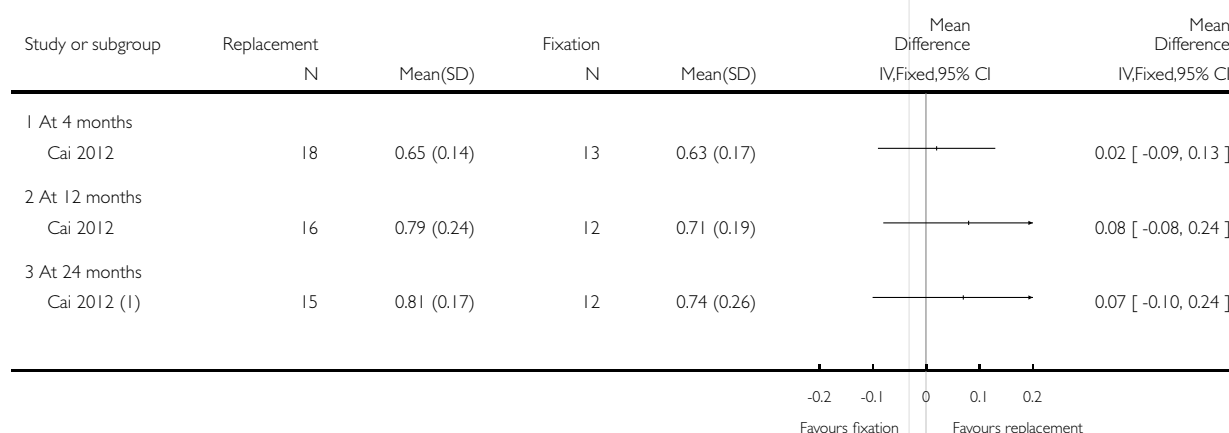 Study or subgroup Replacement Fixation Mean Difference Mean Difference
N Mean(SD) N Mean(SD) IV,Fixed,95% CI IV,Fixed,95% CI
1 At 4 months
Cai 2012 18 0.65 (0.14) 13 0.63 (0.17) 0.02 [ -0.09, 0.13 ]
2 At 12 months
Cai 2012 16 0.79 (0.24) 12 0.71 (0.19) 0.08 [ -0.08, 0.24 ]
3 At 24 months
Cai 2012 (1) 15 0.81 (0.17) 12 0.74 (0.26) 0.07 [ -0.10, 0.24 ]
-0.2 -0.1 0 0.1 0.2
Favours fixation Favours replacement